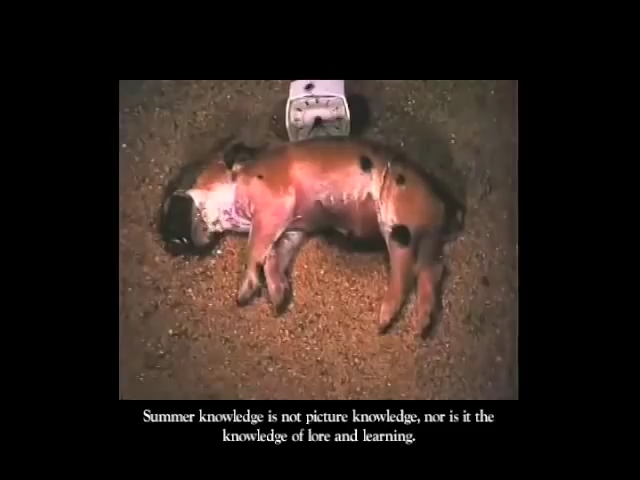 Summer knowledge is not picture knowledge, nor is it the
knowledge of lore and learning.